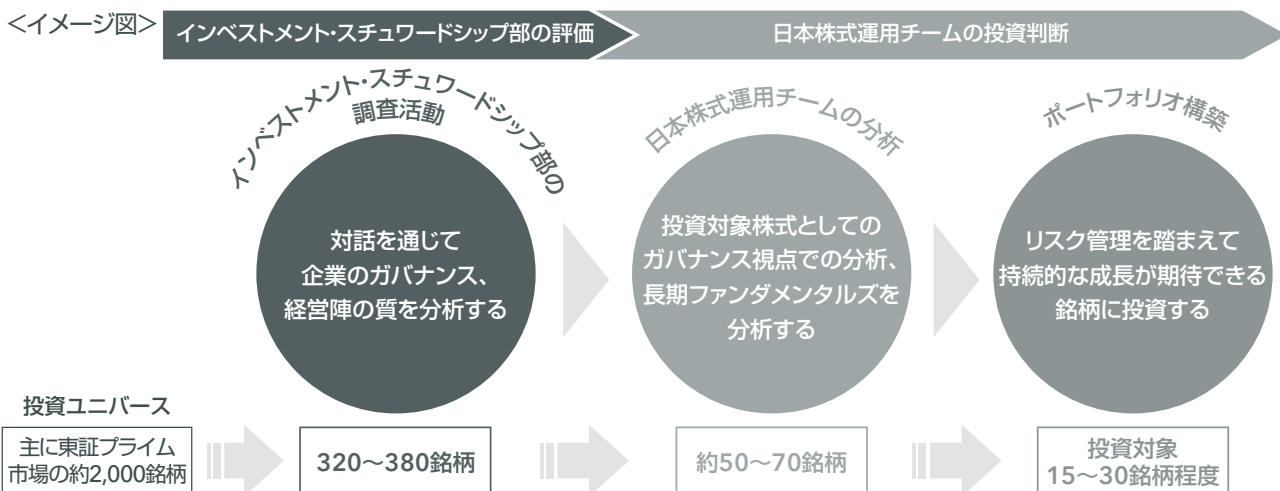 <イメージ図>
インベストメント・スチュワードシップ部の評価
日本株式運用チームの投資判断
インベストメント・スチュワードシップ部の
調査活動
対話を通じて
企業のガバナンス、
経営陣の質を分析する
日本株式運用チームの分析
投資対象株式としての
ガバナンス視点での分析、
長期ファンダメンタルズを
分析する
ポートフォリオ構築
リスク管理を踏まえて
持続的な成長が期待できる
銘柄に投資する
投資ユニバース
主に東証プライム
市場の約2,000銘柄
320～380銘柄
約50～70銘柄
投資対象
15～30銘柄程度